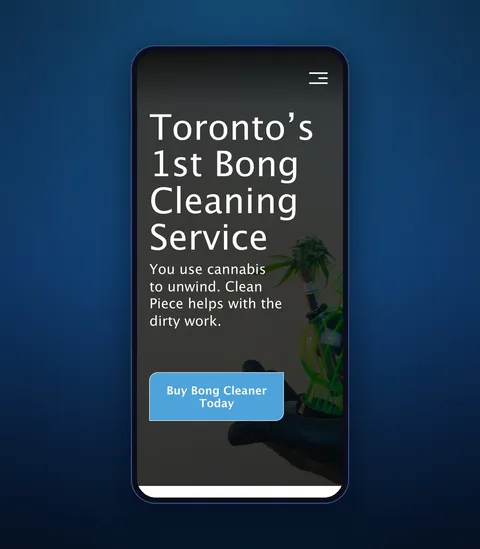 Toronto’s
1st Bong
Cleaning
Service
You use cannabis
to unwind. Clean
Piece helps with the
dirty work.
Buy Bong Cleaner
Today